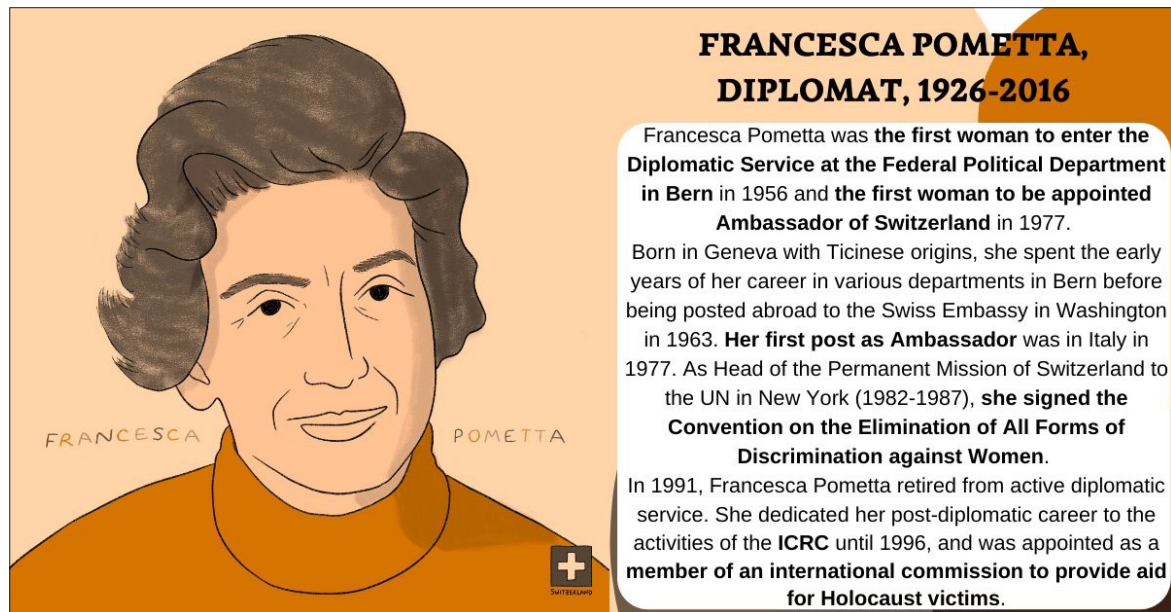 FRANCESCA POMETTA,
DIPLOMAT, 1926-2016
Francesca Pometta was the first woman to enter the
Diplomatic Service at the Federal Political Department
in Bern in 1956 and the first woman to be appointed
Ambassador of Switzerland in 1977.
Born in Geneva with Ticinese origins, she spent the early
years of her career in various departments in Bern before
being posted abroad to the Swiss Embassy in Washington
in 1963. Her first post as Ambassador was in Italy in
1977. As Head of the Permanent Mission of Switzerland to
the UN in New York (1982-1987), she signed the
Convention on the Elimination of All Forms of
Discrimination against Women.
In 1991, Francesca Pometta retired from active diplomatic
service. She dedicated her post-diplomatic career to the
activities of the ICRC until 1996, and was appointed as a
member of an international commission to provide aid
for Holocaust victims.
FRANCESCA POMETTA
SWITZERLAND